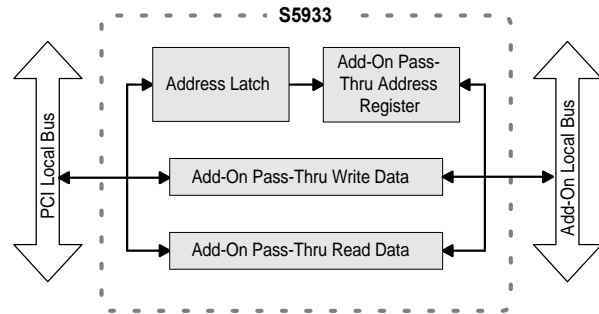 S5933
Address Latch
Add-On Pass-
Thru Address
Register
PCI Local Bus
Add-On Pass-Thru Write Data
Add-On Local Bus
Add-On Pass-Thru Read Data